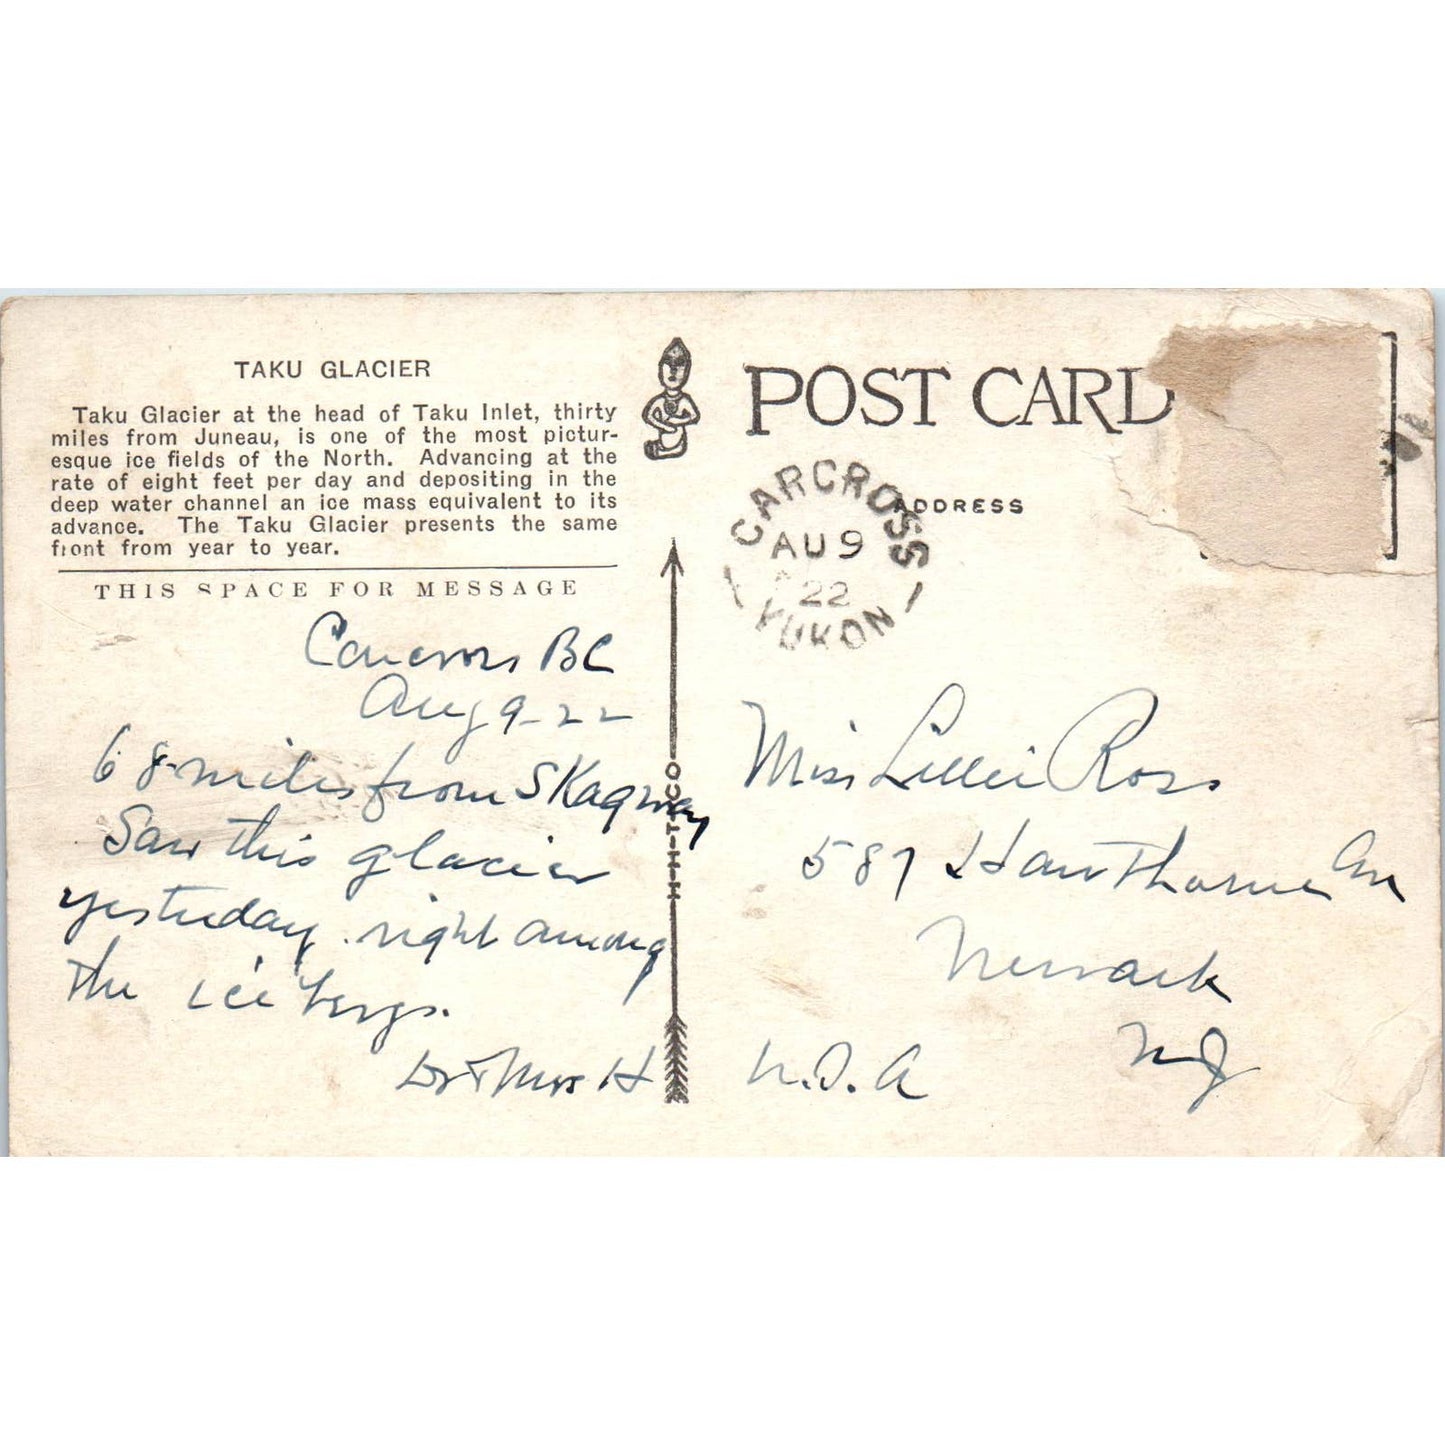 TAKU GLACIER
Taku Glacier at the head of Taku Inlet, thirty
miles from Juneau, is one of the most pictur-
esque ice fields of the North. Advancing at the
rate of eight feet per day and depositing in the
deep water channel an ice mass equivalent to its
advance. The Taku Glacier presents the same
front from year to year.
THIS SPACE FOR MESSAGE
BC
Aug 9-22
68 miles from SKagway
Saw this glacier
yesterday. right among
the ice bergs.
Dr & Mrs H
H-H-T-CO
POST CARD
ADDRESS
CARCROSS
AU 9
22
YUKON
Miss Lillie Ross
587 Hawthorne Av
Newark
NJ
U.S.A